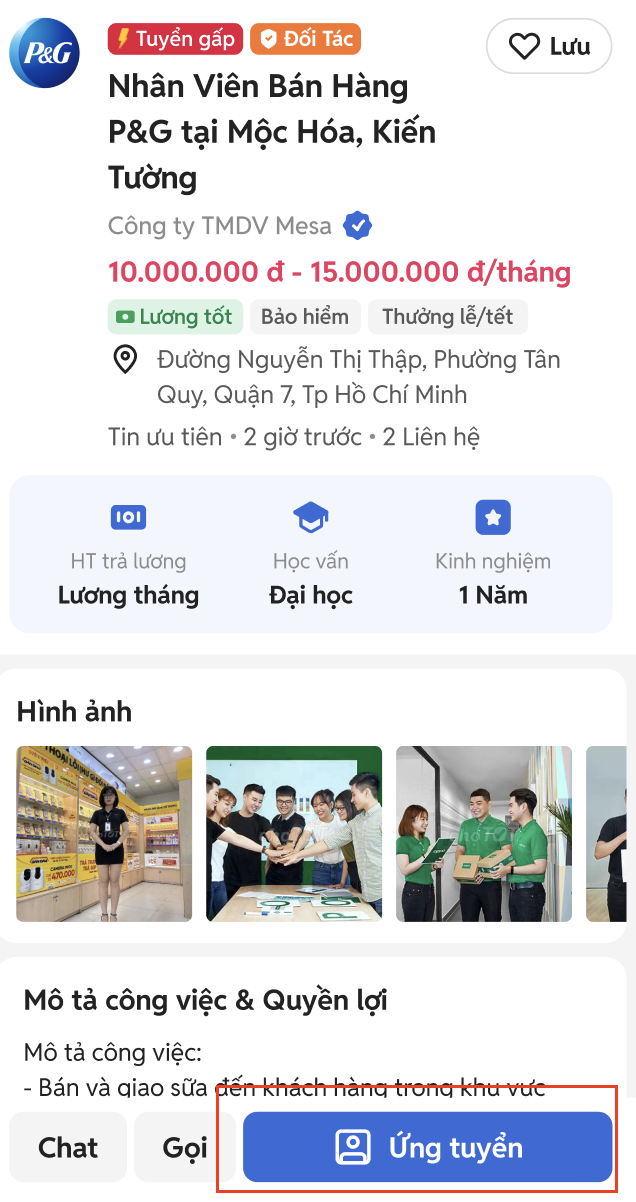 P&G
Tuyển gấp
Đối Tác
Lưu
Nhân Viên Bán Hàng
P&G tại Mộc Hóa, Kiến
Tường
Công ty TMDV Mesa
10.000.000 đ - 15.000.000 đ/tháng
Lương tốt
Bảo hiểm
Thưởng lễ/tết
Đường Nguyễn Thị Thập, Phường Tân
Quy, Quận 7, Tp Hồ Chí Minh
Tin ưu tiên • 2 giờ trước • 2 Liên hệ
HT trả lương
Lương tháng
Học vấn
Đại học
Kinh nghiệm
1 Năm
Hình ảnh
470.000
Mô tả công việc & Quyền lợi
Mô tả công việc:
- Bán và giao sữa đến khách hàng trong khu vực
Chat
Gọi
Ứng tuyển